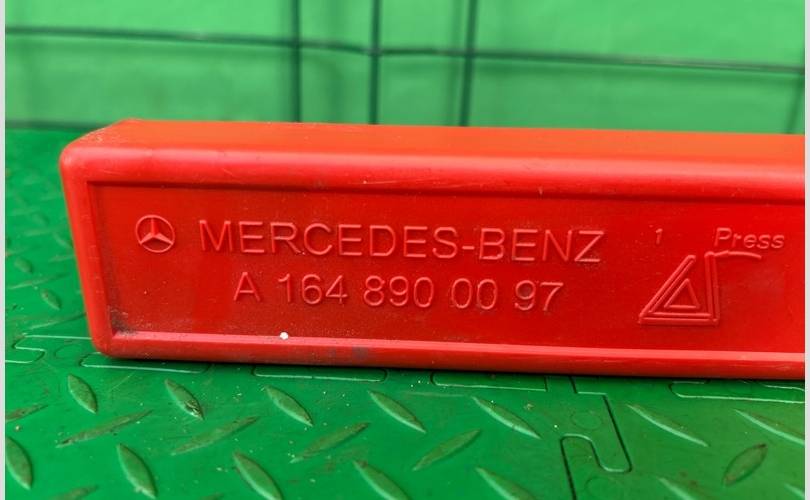 MERCEDES-BENZ
A 164 890 00 97
1 Press